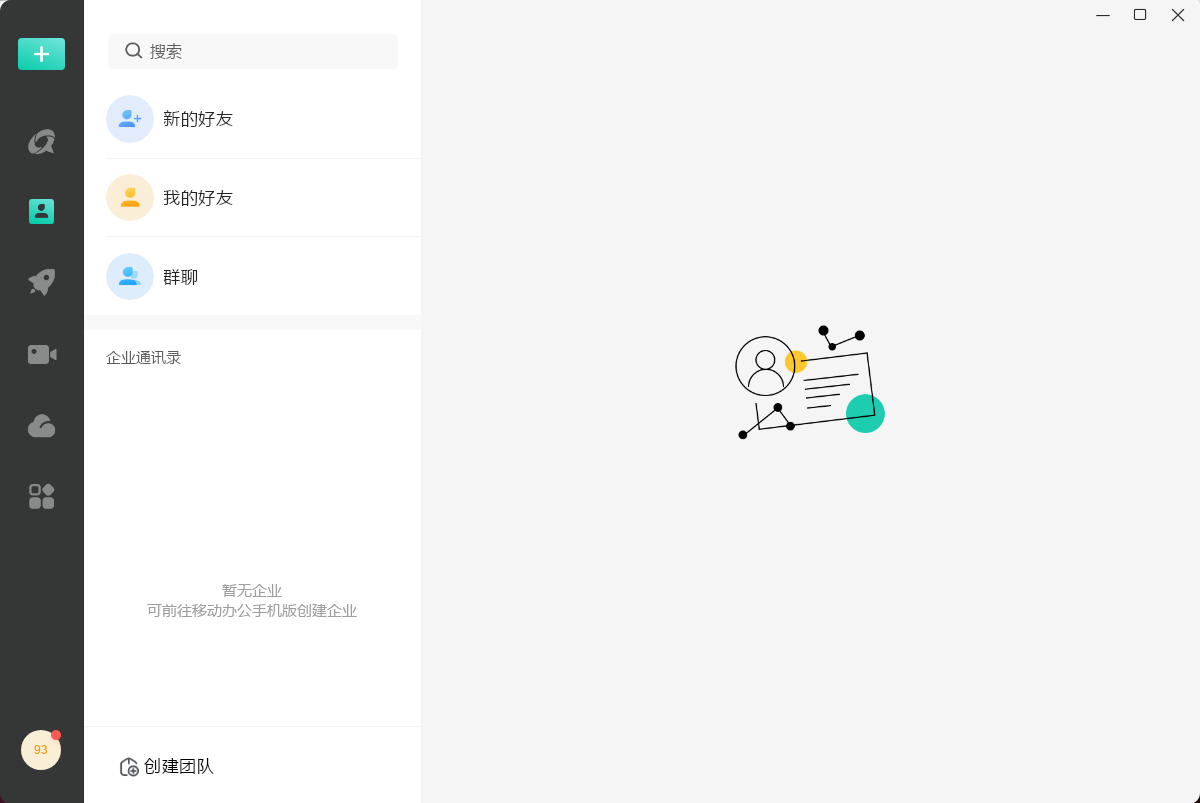 搜索
新的好友
我的好友
群聊
企业通讯录
暂无企业
可前往移动办公手机版创建企业
创建团队
93